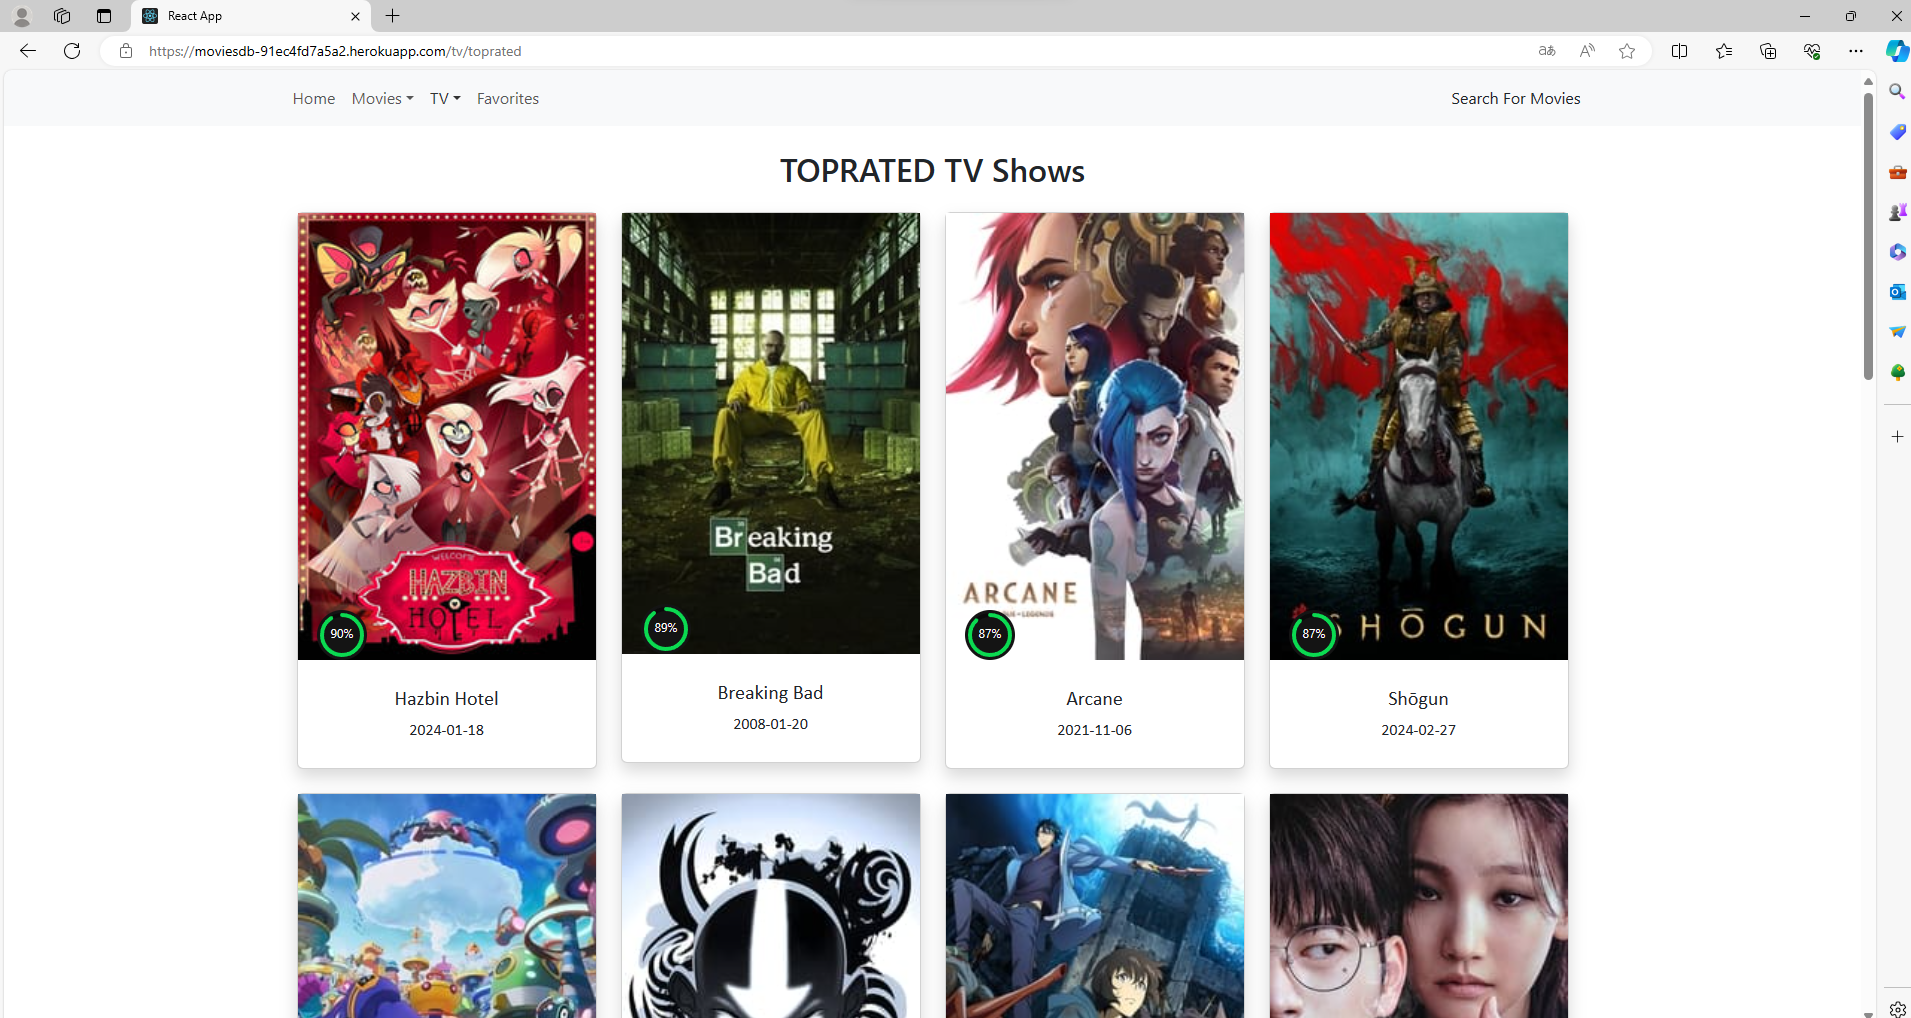 React App
https://moviesdb-91ec4fd7a5a2.herokuapp.com/tv/toprated
Home Movies TV Favorites Search For Movies
TOPRATED TV Shows
WELCOME
HAZBIN
HOTEL
90%
Breaking
Bad
89%
ARCANE
87%
SHŌGUN
87%
Hazbin Hotel
2024-01-18
Breaking Bad
2008-01-20
Arcane
2021-11-06
Shōgun
2024-02-27